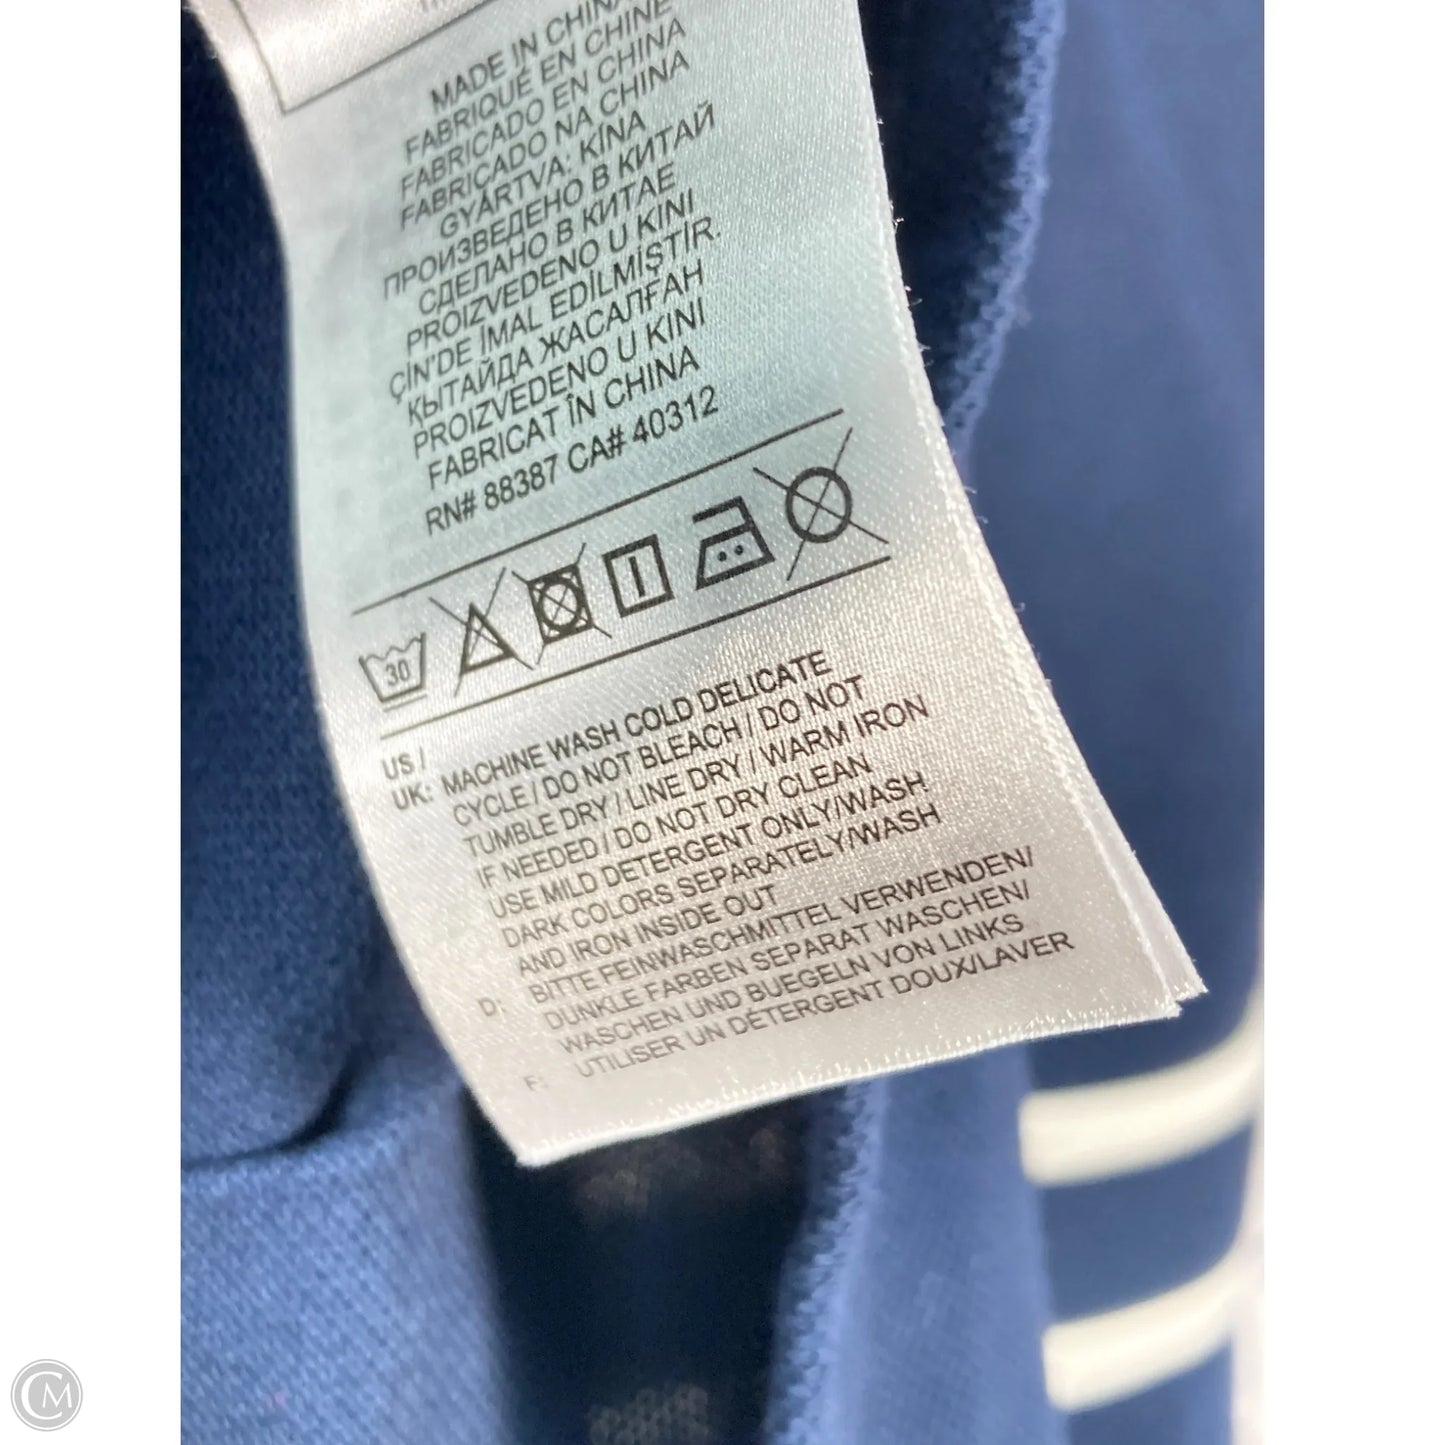 MADE IN CHINA
FABRIQUÉ EN CHINE
FABRICADO EN CHINA
FABRICADO NA CHINA
GYÁRTVA: KÍNA
ПРОИЗВЕДЕНО В КИТАЙ
СДЕЛАНО В КИТАЕ
PROIZVEDENO U KINI
ÇİN'DE İMAL EDİLMİŞTİR.
ҚЫТАЙДА ЖАСАЛҒАН
PROIZVEDENO U KINI
FABRICAT ÎN CHINA
RN# 88387 CA# 40312
30
US /
UK: MACHINE WASH COLD DELICATE
CYCLE / DO NOT BLEACH / DO NOT
TUMBLE DRY / LINE DRY / WARM IRON
IF NEEDED / DO NOT DRY CLEAN
USE MILD DETERGENT ONLY/WASH
DARK COLORS SEPARATELY/WASH
AND IRON INSIDE OUT
D: BITTE FEINWASCHMITTEL VERWENDEN/
DUNKLE FARBEN SEPARAT WASCHEN/
WASCHEN UND BUEGELN VON LINKS
F: UTILISER UN DÉTERGENT DOUX/LAVER
CM